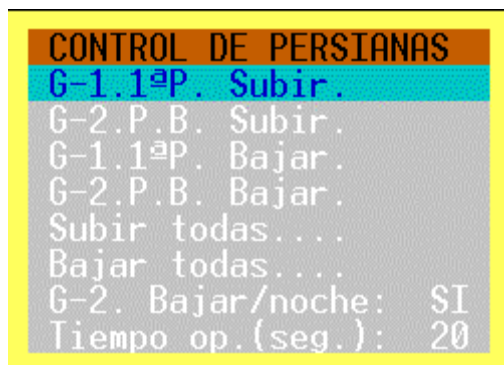 CONTROL DE PERSIANAS
G-1.1ªP. Subir.
G-2.P.B. Subir.
G-1.1ªP. Bajar.
G-2.P.B. Bajar.
Subir todas....
Bajar todas....
G-2. Bajar/noche: SI
Tiempo op.(seg.): 20